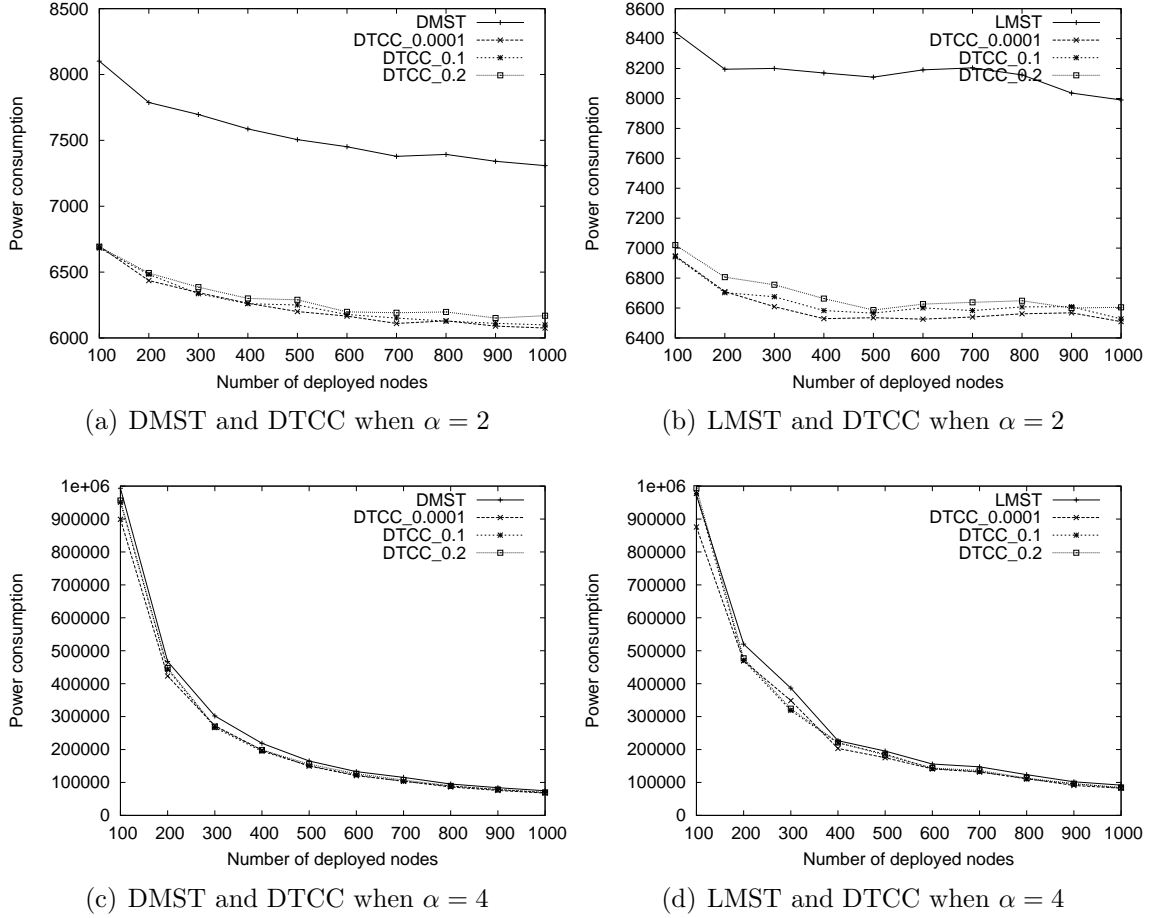 8500
8000
7500
7000
6500
6000
Power consumption
DMST
DTCC_0.0001
DTCC_0.1
DTCC_0.2
100 200 300 400 500 600 700 800 900 1000
Number of deployed nodes
(a) DMST and DTCC when α = 2
8600
8400
8200
8000
7800
7600
7400
7200
7000
6800
6600
6400
Power consumption
LMST
DTCC_0.0001
DTCC_0.1
DTCC_0.2
100 200 300 400 500 600 700 800 900 1000
Number of deployed nodes
(b) LMST and DTCC when α = 2
1e+06
900000
800000
700000
600000
500000
400000
300000
200000
100000
0
Power consumption
DMST
DTCC_0.0001
DTCC_0.1
DTCC_0.2
100 200 300 400 500 600 700 800 900 1000
Number of deployed nodes
(c) DMST and DTCC when α = 4
1e+06
900000
800000
700000
600000
500000
400000
300000
200000
100000
0
Power consumption
LMST
DTCC_0.0001
DTCC_0.1
DTCC_0.2
100 200 300 400 500 600 700 800 900 1000
Number of deployed nodes
(d) LMST and DTCC when α = 4